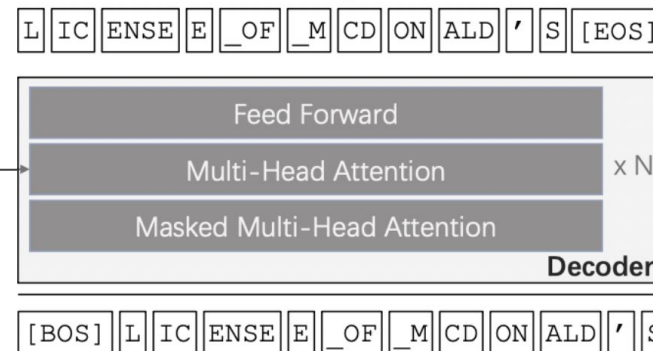 L IC ENSE E _OF _M CD ON ALD ' S [EOS]
Feed Forward
Multi-Head Attention
x N
Masked Multi-Head Attention
Decoder
[BOS] L IC ENSE E _OF _M CD ON ALD ' S